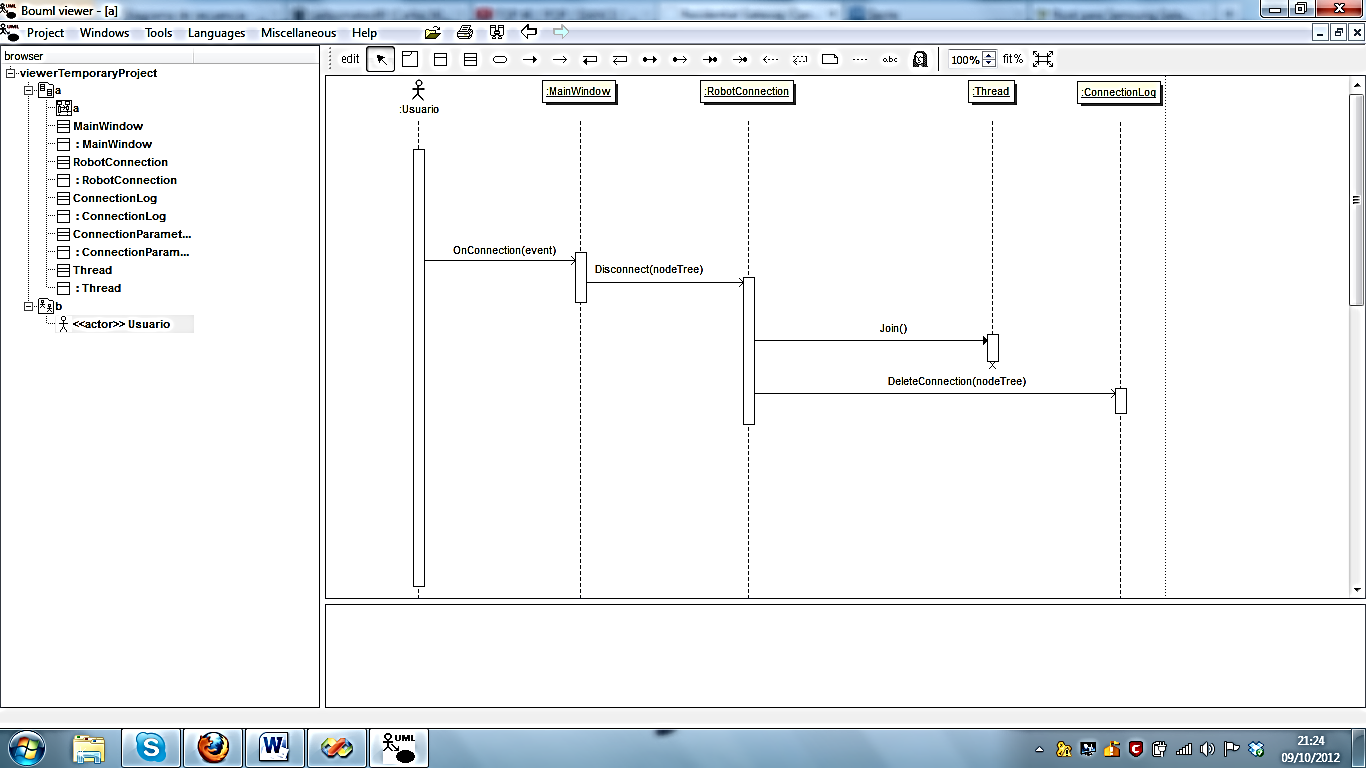 Bouml viewer - [a]
Project Windows Tools Languages Miscellaneous Help
browser
edit
abc
100%
fit%
viewerTemporaryProject
a
a
MainWindow
: MainWindow
RobotConnection
: RobotConnection
ConnectionLog
: ConnectionLog
ConnectionParamet...
: ConnectionParam...
Thread
: Thread
b
<<actor>> Usuario
:Usuario
:MainWindow
:RobotConnection
:Thread
:ConnectionLog
OnConnection(event)
Disconnect(nodeTree)
Join()
DeleteConnection(nodeTree)
UML
21:24
09/10/2012